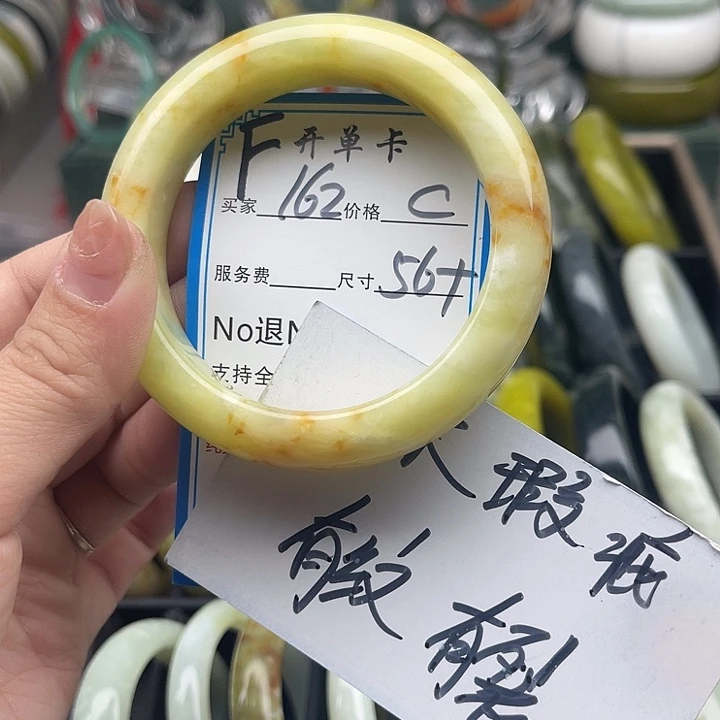 F
开单卡
买家 162 价格 C
服务费 尺寸 56+
No退N
支持全
瑕疵
有纹
有裂